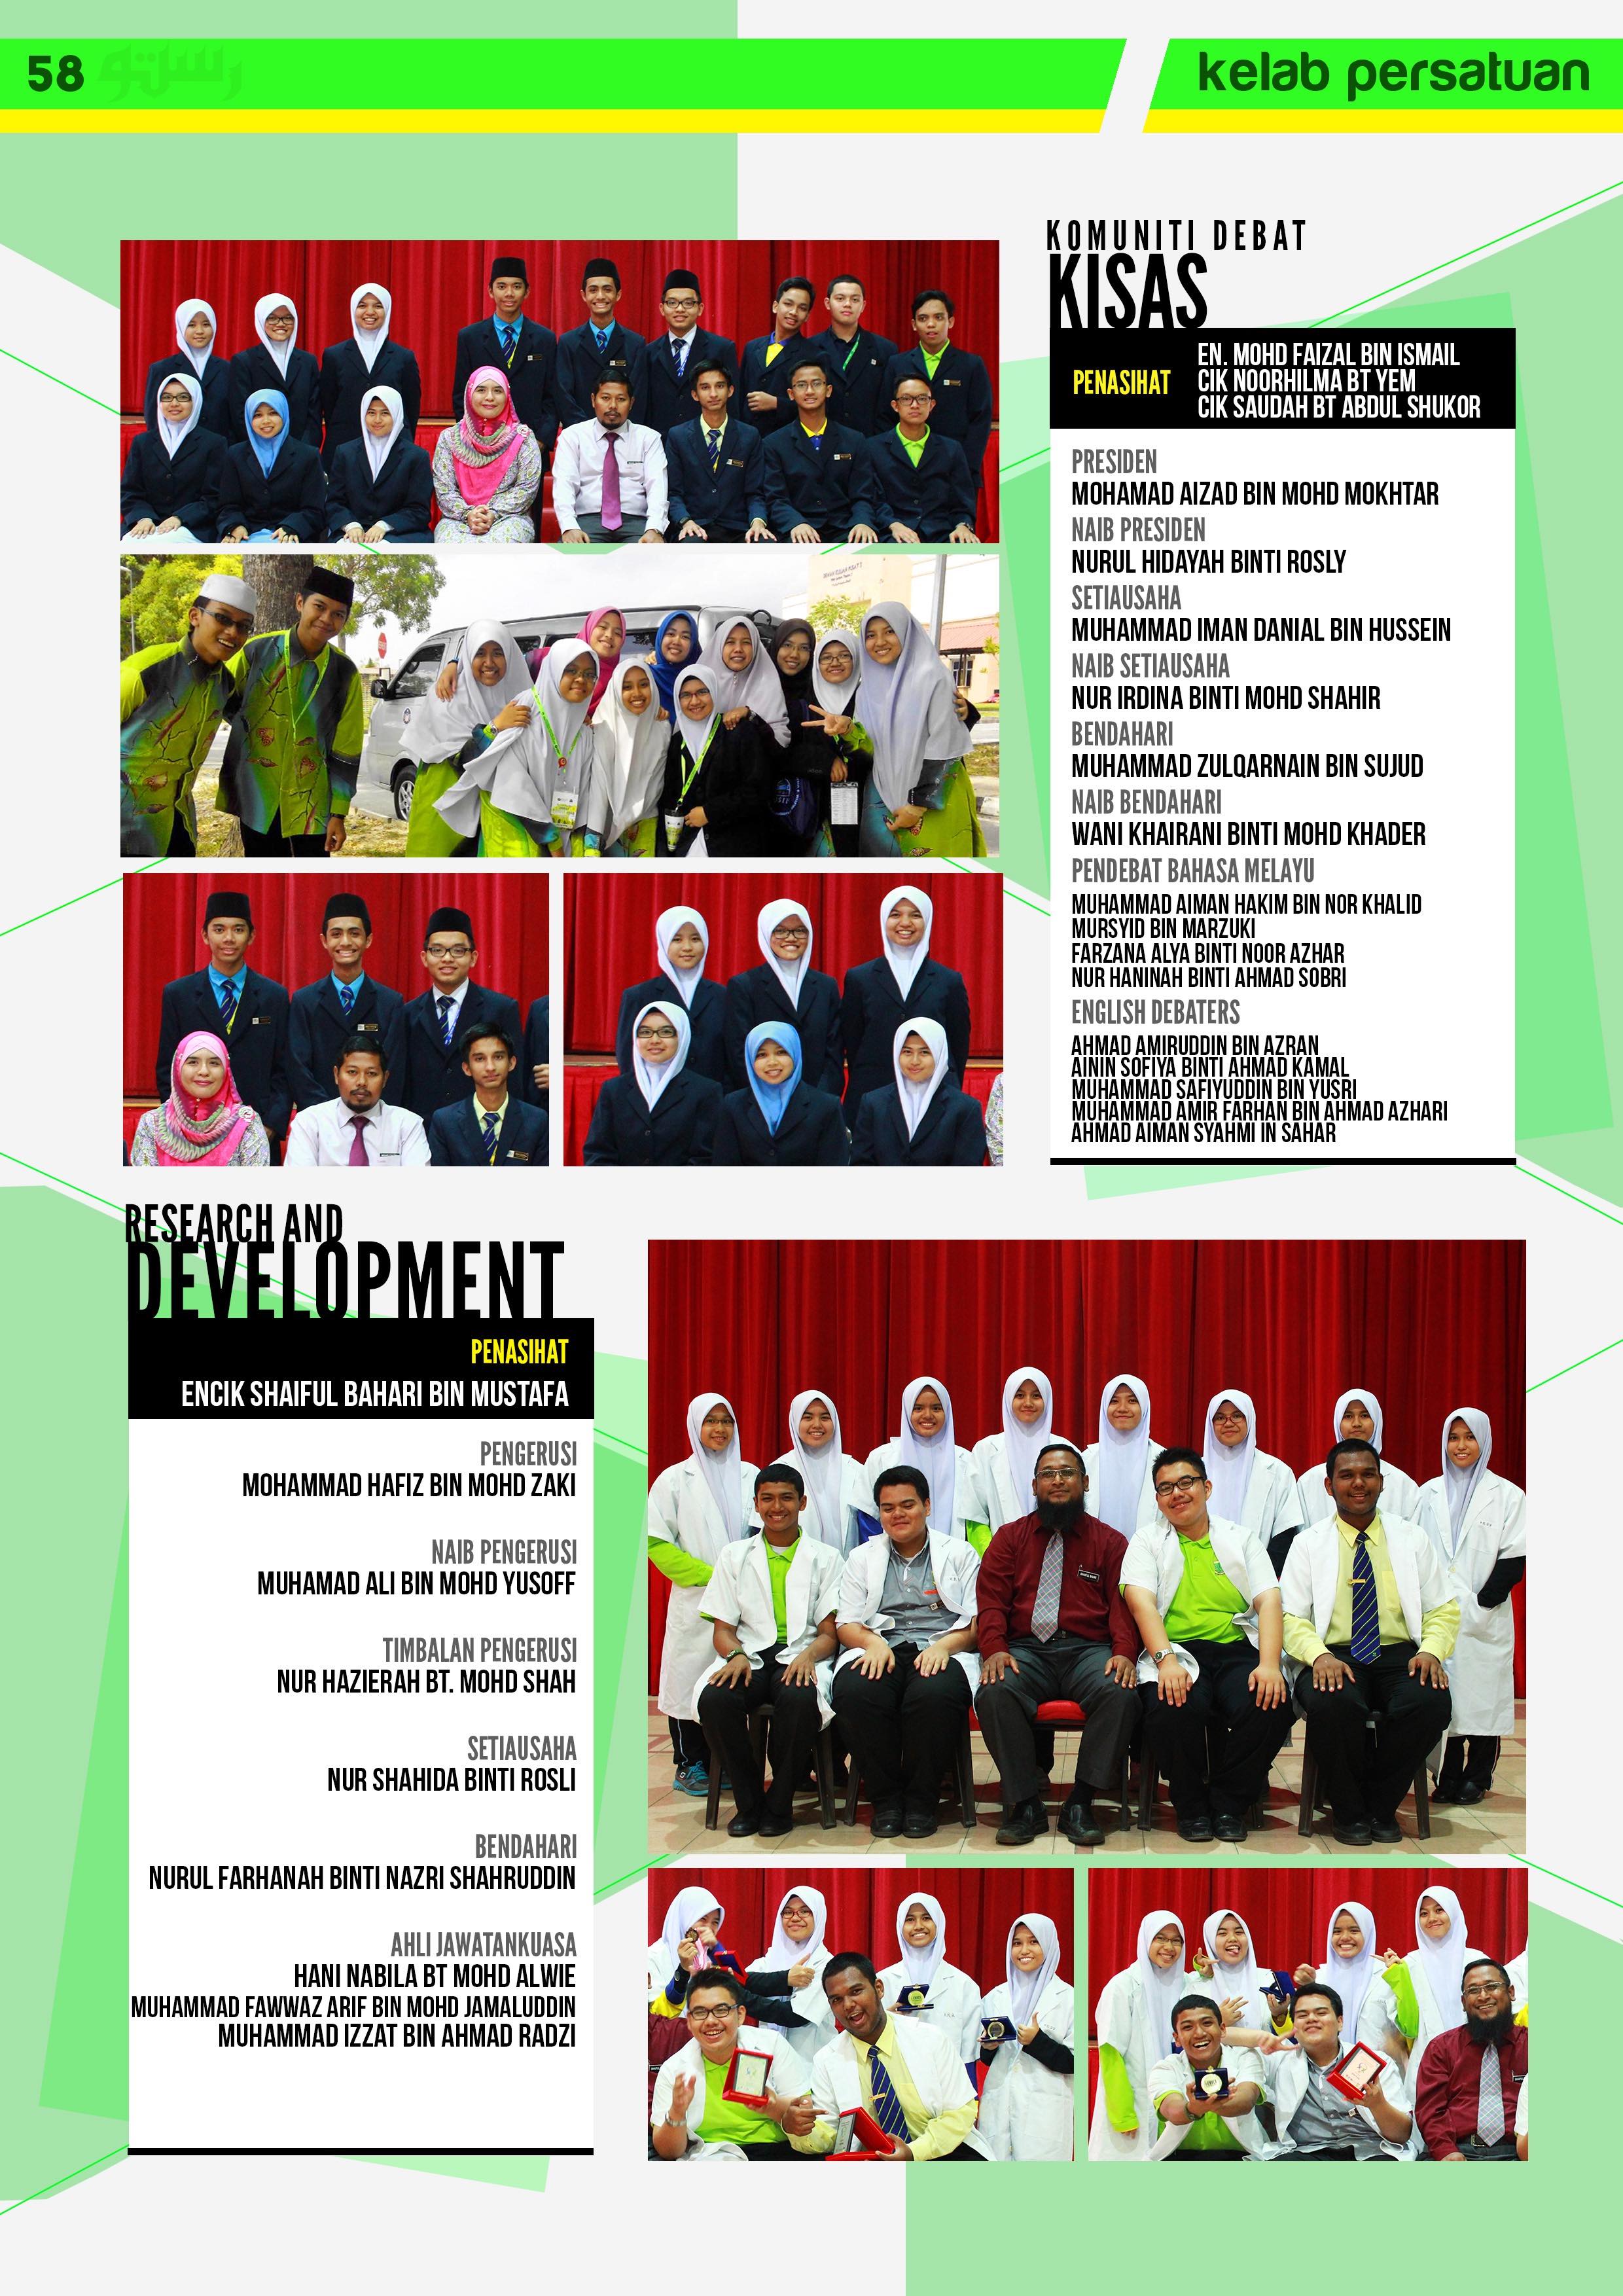 58 رستو
kelab persatuan
KOMUNITI DEBAT
KISAS
PENASIHAT
EN. MOHD FAIZAL BIN ISMAIL
CIK NOORHILMA BT YEM
CIK SAUDAH BT ABDUL SHUKOR
PRESIDEN
MOHAMAD AIZAD BIN MOHD MOKHTAR
NAIB PRESIDEN
NURUL HIDAYAH BINTI ROSLY
SETIAUSAHA
MUHAMMAD IMAN DANIAL BIN HUSSEIN
NAIB SETIAUSAHA
NUR IRDINA BINTI MOHD SHAHIR
BENDAHARI
MUHAMMAD ZULQARNAIN BIN SUJUD
NAIB BENDAHARI
WANI KHAIRANI BINTI MOHD KHADER
PENDEBAT BAHASA MELAYU
MUHAMMAD AIMAN HAKIM BIN NOR KHALID
MURSYID BIN MARZUKI
FARZANA ALYA BINTI NOOR AZHAR
NUR HANINAH BINTI AHMAD SOBRI
ENGLISH DEBATERS
AHMAD AMIRUDDIN BIN AZRAN
AININ SOFIYA BINTI AHMAD KAMAL
MUHAMMAD SAFIYUDDIN BIN YUSRI
MUHAMMAD AMIR FARHAN BIN AHMAD AZHARI
AHMAD AIMAN SYAHMI IN SAHAR
RESEARCH AND
DEVELOPMENT
PENASIHAT
ENCIK SHAIFUL BAHARI BIN MUSTAFA
PENGERUSI
MOHAMMAD HAFIZ BIN MOHD ZAKI
NAIB PENGERUSI
MUHAMAD ALI BIN MOHD YUSOFF
TIMBALAN PENGERUSI
NUR HAZIERAH BT. MOHD SHAH
SETIAUSAHA
NUR SHAHIDA BINTI ROSLI
BENDAHARI
NURUL FARHANAH BINTI NAZRI SHAHRUDDIN
AHLI JAWATANKUASA
HANI NABILA BT MOHD ALWIE
MUHAMMAD FAWWAZ ARIF BIN MOHD JAMALUDDIN
MUHAMMAD IZZAT BIN AHMAD RADZI